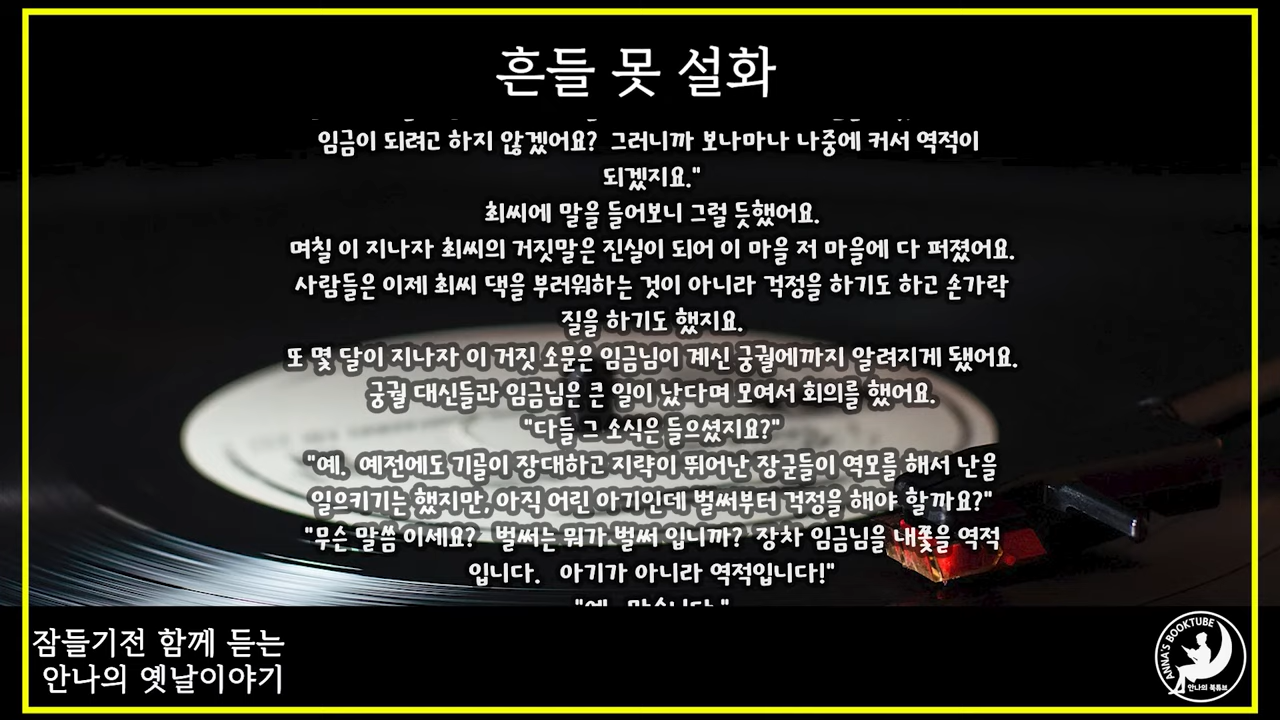 흔들 못 설화
임금이 되려고 하지 않겠어요? 그러니까 보나마나 나중에 커서 역적이
되겠지요."
최씨에 말을 들어보니 그럴 듯했어요.
며칠 이 지나자 최씨의 거짓말은 진실이 되어 이 마을 저 마을에 다 퍼졌어요.
사람들은 이제 최씨 댁을 부러워하는 것이 아니라 걱정을 하기도 하고 손가락
질을 하기도 했지요.
또 몇 달이 지나자 이 거짓 소문은 임금님이 계신 궁궐에까지 알려지게 됐어요.
궁궐 대신들과 임금님은 큰 일이 났다며 모여서 회의를 했어요.
"다들 그 소식은 들으셨지요?"
"예. 예전에도 기골이 장대하고 지략이 뛰어난 장군들이 역모를 해서 난을
일으키기는 했지만, 아직 어린 아기인데 벌써부터 걱정을 해야 할까요?"
"무슨 말씀 이세요? 벌써는 뭐가 벌써 입니까? 장차 임금님을 내쫓을 역적
입니다. 아기가 아니라 역적입니다!"
잠들기전 함께 듣는
안나의 옛날이야기
ANNA'S BOOKTUBE
안나의 북튜브